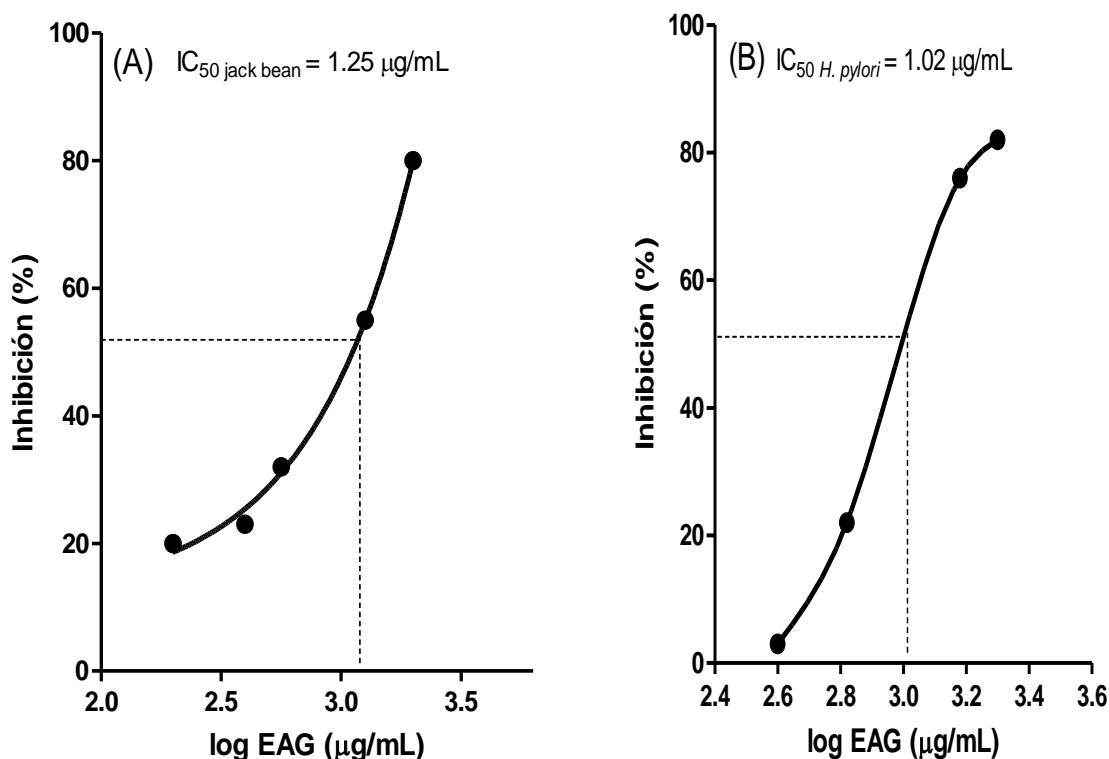 (A) IC50 jack bean = 1.25 μg/mL
100
80
60
40
20
0
Inhibición (%)
2.0 2.5 3.0 3.5
log EAG (μg/mL)
(B) IC50 H. pylori = 1.02 μg/mL
100
80
60
40
20
0
Inhibición (%)
2.4 2.6 2.8 3.0 3.2 3.4 3.6
log EAG (μg/mL)